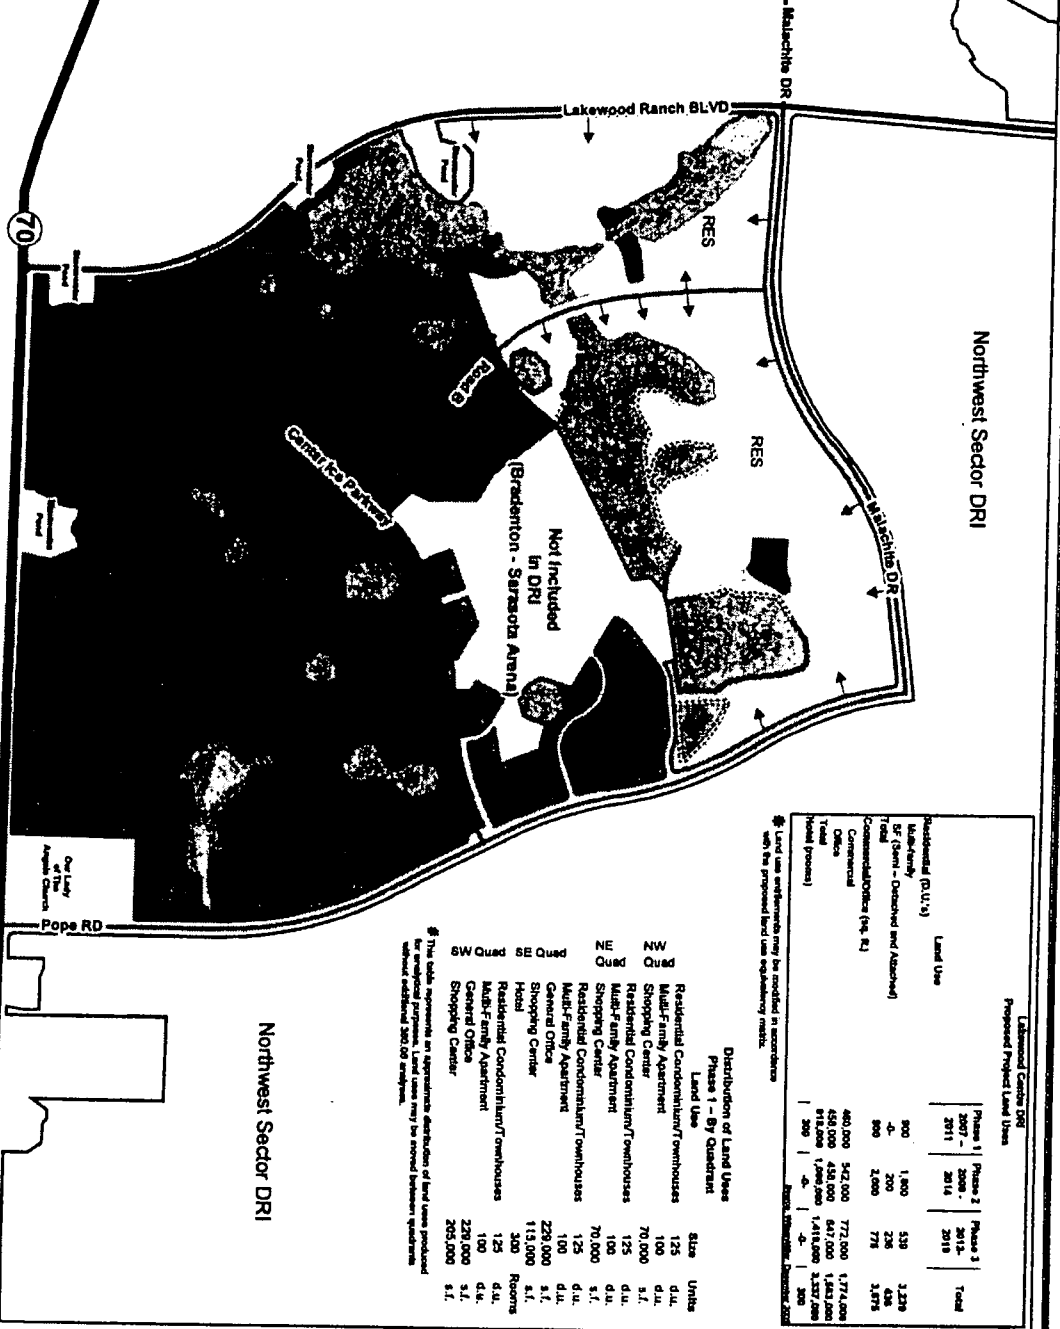 Malachite DR
Lakewood Ranch BLVD
RES
RES
Malachite DR
Northwest Sector DRI
Road B
Center Ice Parkway
Not Included
in DRI
(Bradenton - Sarasota Arena)
70
Stormwater
Pond
Stormwater
Pond
Stormwater
Pond
Stormwater
Pond
Our Lady
of The
Angels Church
Pope RD
Northwest Sector DRI
Lakewood Centre DRI
Proposed Project Land Uses
Land Use Phase 1 2007 - 2011 Phase 2 2009 - 2014 Phase 3 2012- 2019 Total
Residential (D.U.'s)
Multi-family 900 1,800 539 3,239
SF (Semi - Detached and Attached) -0- 200 236 436
Total 900 2,000 775 3,675
Commercial/Office (sq. ft.)
Commercial 460,000 542,000 772,000 1,774,000
Office 458,000 458,000 647,000 1,563,000
Total 918,000 1,000,000 1,419,000 3,337,000
Hotel (rooms) 300 -0- -0- 300
Land use entitlements may be modified in accordance
with the proposed land use equivalency matrix.
Distribution of Land Uses
Phase 1 - By Quadrant
Land Use Size Units
NW Quad Residential Condominium/Townhouses 125 d.u.
Multi-Family Apartment 100 d.u.
Shopping Center 70,000 s.f.
NE Quad Residential Condominium/Townhouses 125 d.u.
Multi-Family Apartment 100 d.u.
Shopping Center 70,000 s.f.
Residential Condominium/Townhouses 125 d.u.
Multi-Family Apartment 100 d.u.
SE Quad General Office 229,000 s.f.
Shopping Center 115,000 s.f.
Hotel 300 Rooms
Residential Condominium/Townhouses 125 d.u.
SW Quad Multi-Family Apartment 100 d.u.
General Office 229,000 s.f.
Shopping Center 205,000 s.f.
This table represents an approximate distribution of land uses produced
for analytical purposes. Land uses may be moved between quadrants
without additional 380.06 analyses.